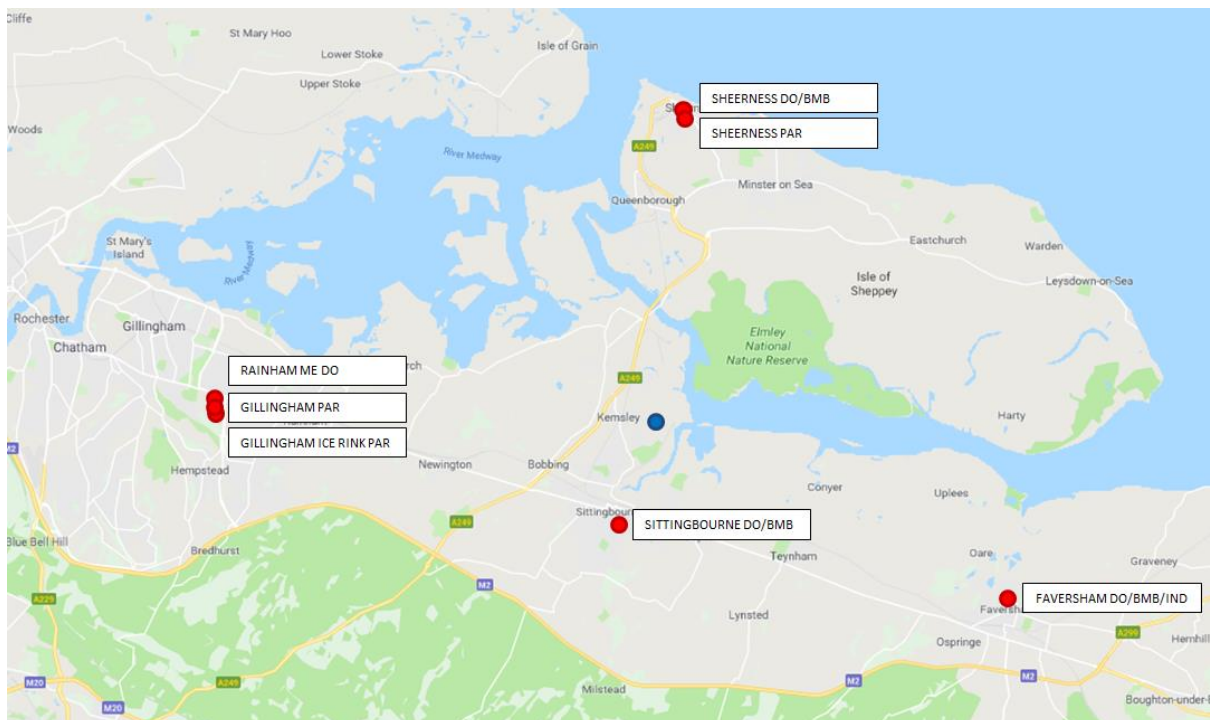 Cliffe
St Mary Hoo
Lower Stoke
Isle of Grain
Upper Stoke
SHEERNESS DO/BMB
Woods
SHEERNESS PAR
A249
River Medway
Minster on Sea
Queenborough
St Mary's
Island
River Medway
Eastchurch
Warden
Isle of
Sheppey
Leysdown-on-Sea
Rochester
Gillingham
Chatham
Elmley
National
Nature Reserve
RAINHAM ME DO
A249
GILLINGHAM PAR
Kemsley
Harty
GILLINGHAM ICE RINK PAR
M2
Hempstead
Newington
Bobbing
Conyer
Uplees
A249
SITTINGBOURNE DO/BMB
Blue Bell Hill
Bredhurst
Teynham
Oare
Graveney
M2
A229
FAVERSHAM DO/BMB/IND
Lynsted
Ospringe
A299
M20
A249
Milstead
M2
M2
M20